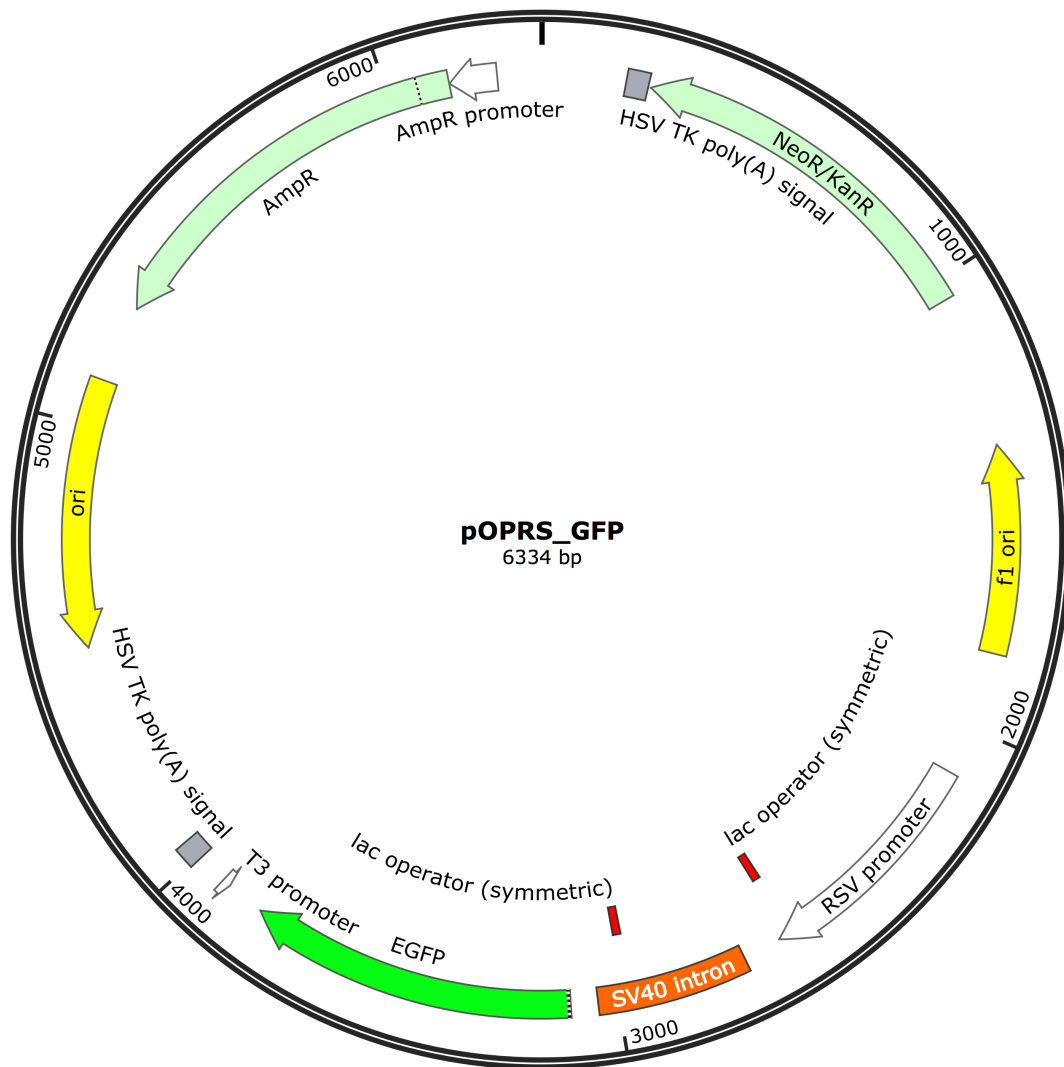 6000
AmpR promoter
HSV TK poly(A) signal
NeoR/KanR
AmpR
1000
5000
ori
pOPRS_GFP
6334 bp
f1 ori
HSV TK poly(A) signal
lac operator (symmetric)
2000
RSV promoter
lac operator (symmetric)
T3 promoter
4000
EGFP
SV40 intron
3000